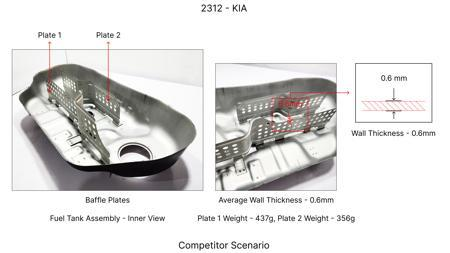 2312 - KIA
Plate 1
Plate 2
0.6 mm
Wall Thickness - 0.6mm
Baffle Plates
Average Wall Thickness - 0.6mm
Fuel Tank Assembly - Inner View
Plate 1 Weight - 437g, Plate 2 Weight - 356g
Competitor Scenario